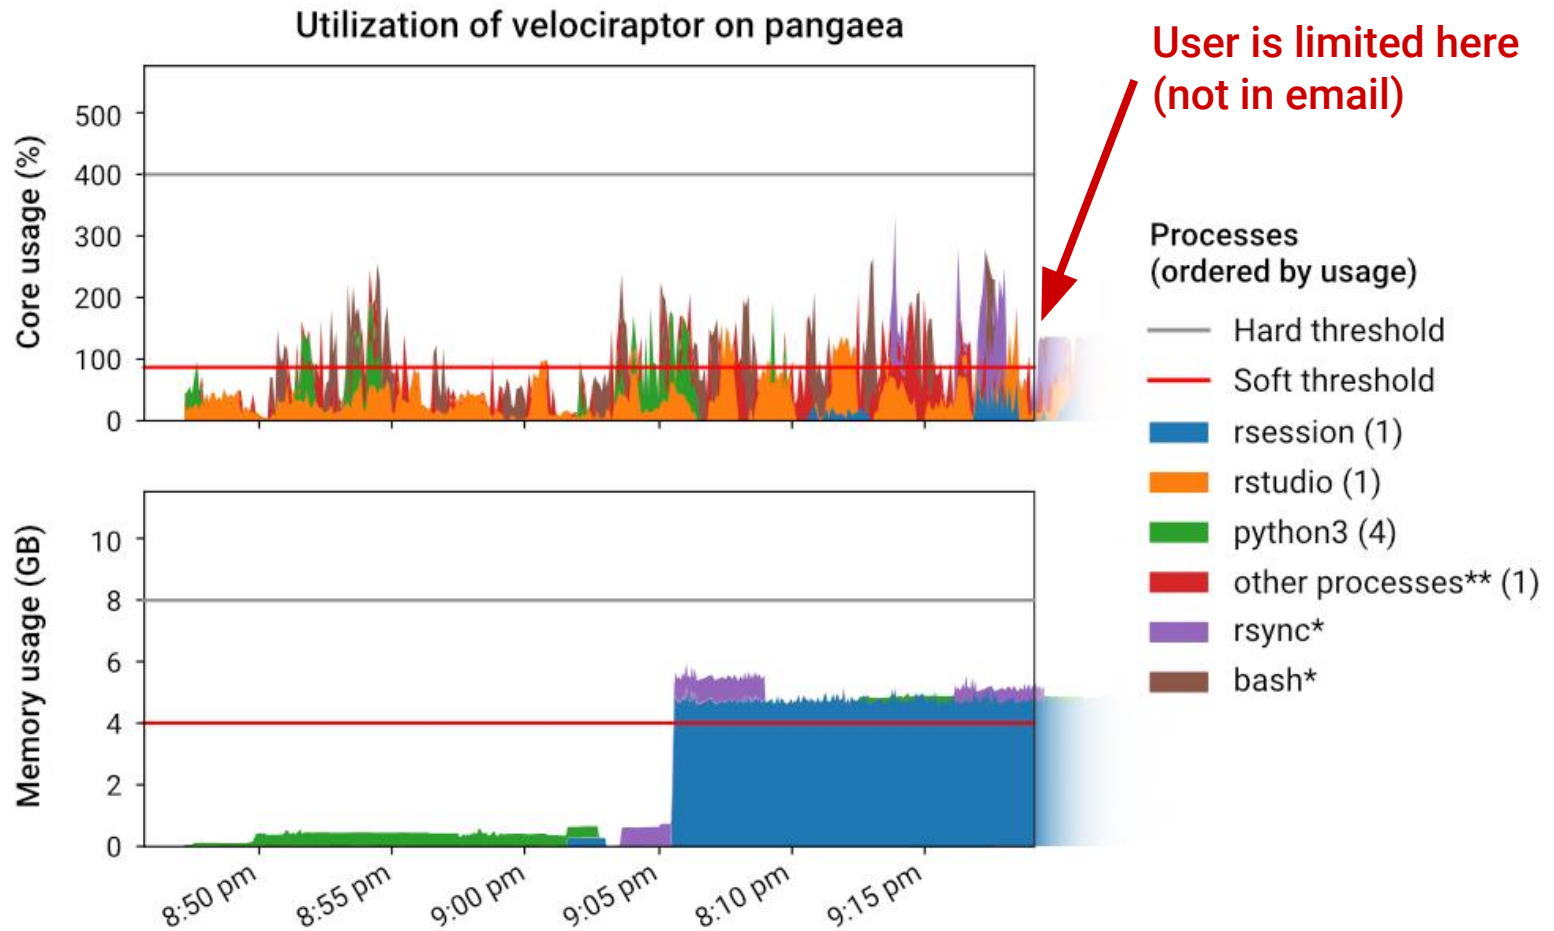 Utilization of velociraptor on pangaea
User is limited here
(not in email)
Core usage (%)
500
400
300
200
100
0
Memory usage (GB)
10
8
6
4
2
0
8:50 pm
8:55 pm
9:00 pm
9:05 pm
8:10 pm
9:15 pm
Processes
(ordered by usage)
Hard threshold
Soft threshold
rsession (1)
rstudio (1)
python3 (4)
other processes** (1)
rsync*
bash*